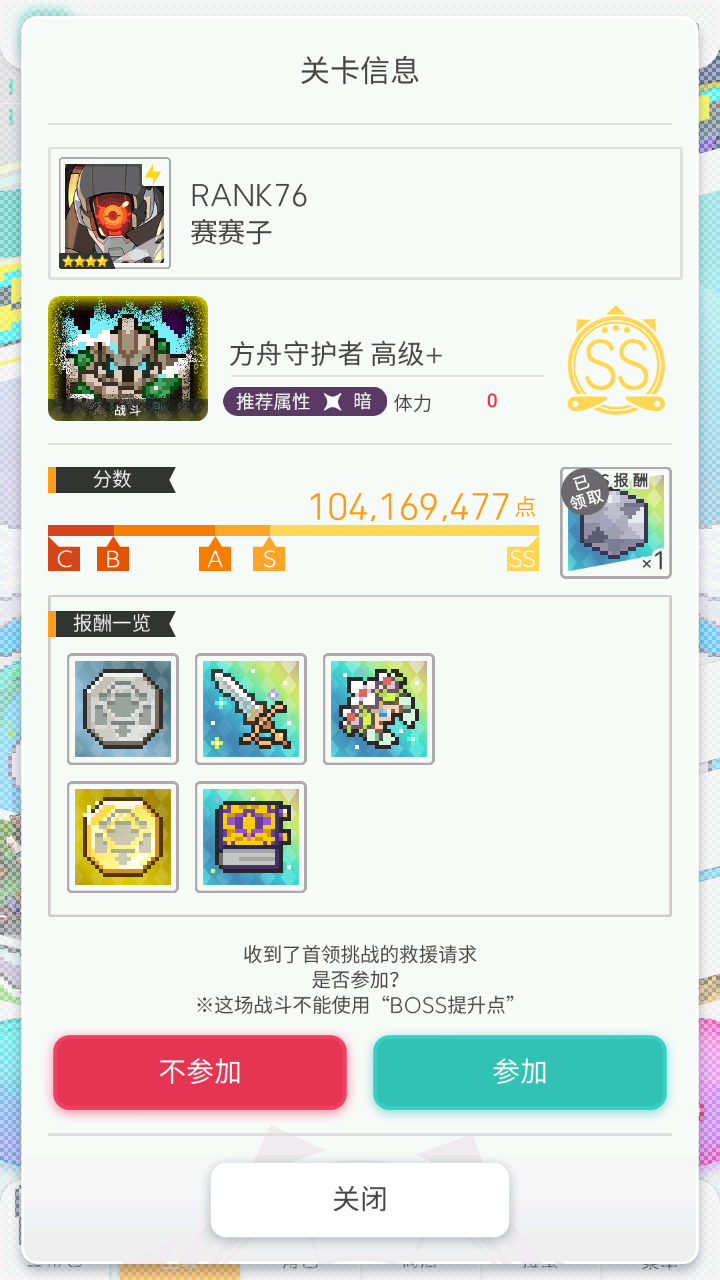 关卡信息
RANK76
赛赛子
方舟守护者 高级+
战斗
推荐属性 暗 体力 0
SS
分数
104,169,477点
C B A S SS
S报酬
已
领取
×1
报酬一览
收到了首领挑战的救援请求
是否参加?
※这场战斗不能使用“BOSS提升点”
不参加 参加
关闭